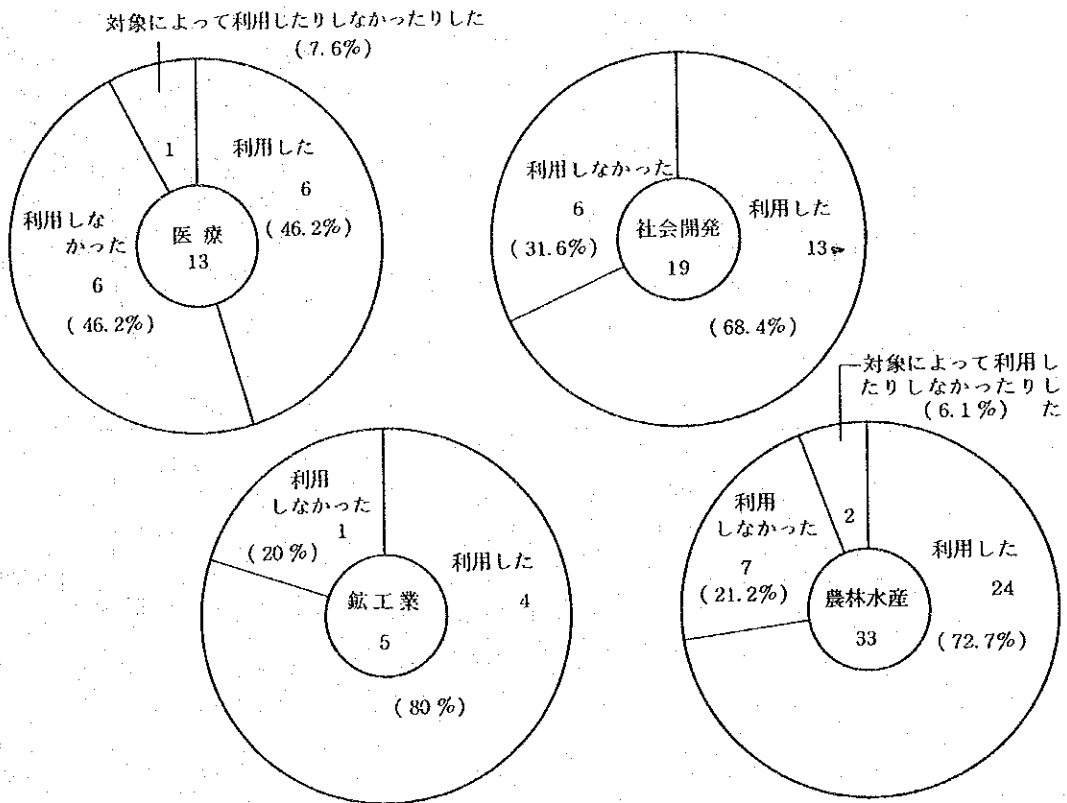 対象によって利用したりしなかったりした
(7.6%)
1
利用した
6
(46.2%)
利用しな
かった
6
(46.2%)
医療
13
利用しなかった
6
(31.6%)
社会開発
19
利用した
13
(68.4%)
利用
しなかった
1
(20%)
鉱工業
5
利用した
4
(80%)
対象によって利用し
たりしなかったりし
(6.1%) た
2
利用
しなかった
7
(21.2%)
農林水産
33
利用した
24
(72.7%)